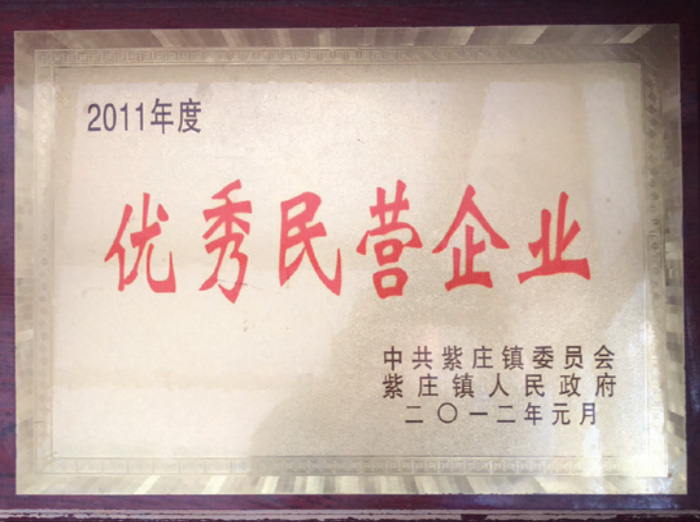 2011年度
优秀民营企业
中共紫庄镇委员会
紫庄镇人民政府
二〇一二年元月